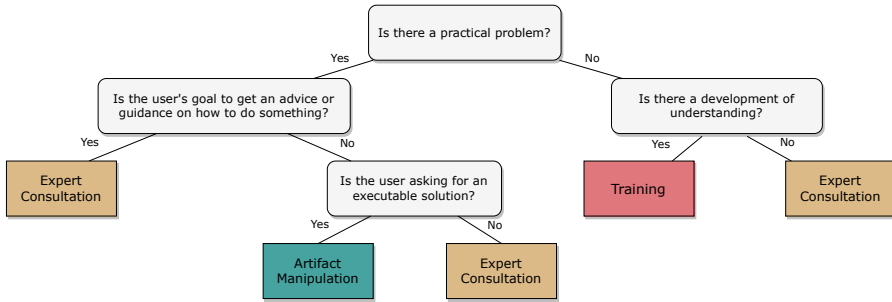 Is there a practical problem?
Yes
No
Is the user's goal to get an advice or
guidance on how to do something?
Is there a development of
understanding?
Yes
No
Yes
No
Expert
Consultation
Is the user asking for an
executable solution?
Training
Expert
Consultation
Yes
No
Artifact
Manipulation
Expert
Consultation